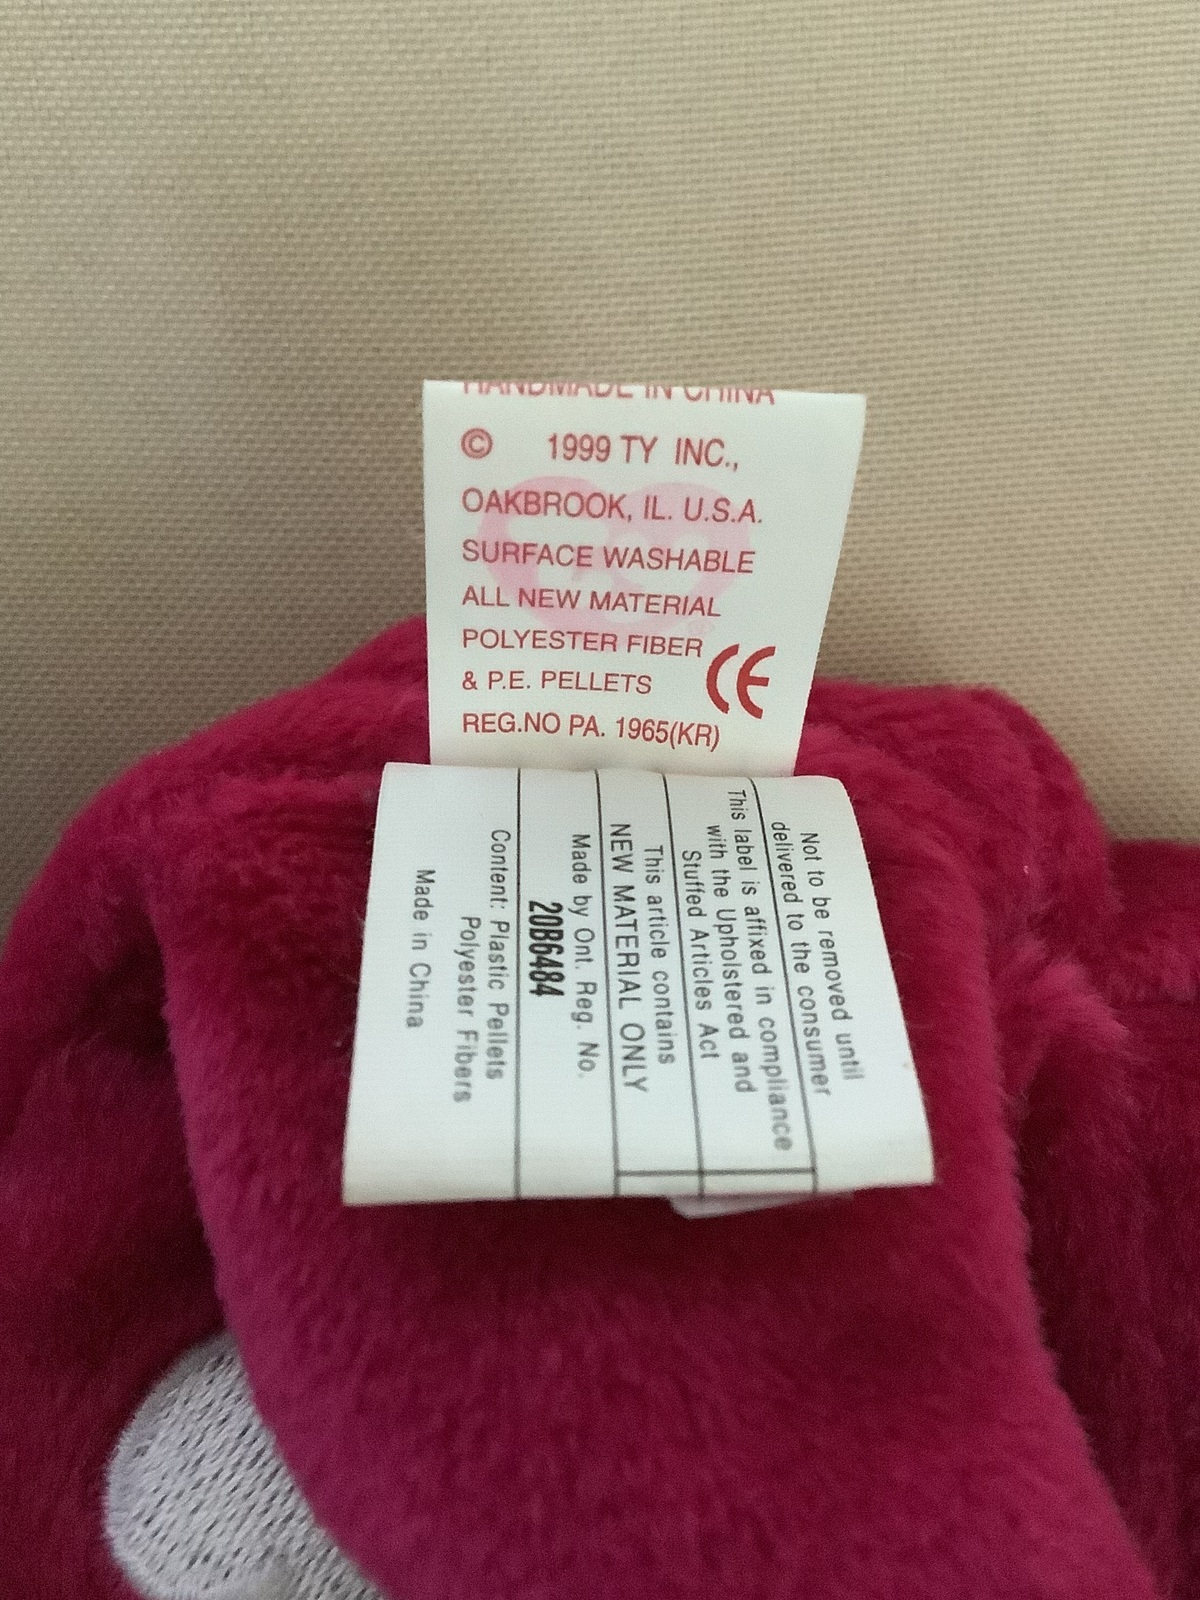 HANDMADE IN CHINA
© 1999 TY INC.,
OAKBROOK, IL. U.S.A.
SURFACE WASHABLE
ALL NEW MATERIAL
POLYESTER FIBER
& P.E. PELLETS
CE
REG.NO PA. 1965(KR)
Not to be removed until
delivered to the consumer
This label is affixed in compliance
with the Upholstered and
Stuffed Articles Act
This article contains
NEW MATERIAL ONLY
Made by Ont. Reg. No.
20B6484
Content: Plastic Pellets
Polyester Fibers
Made in China